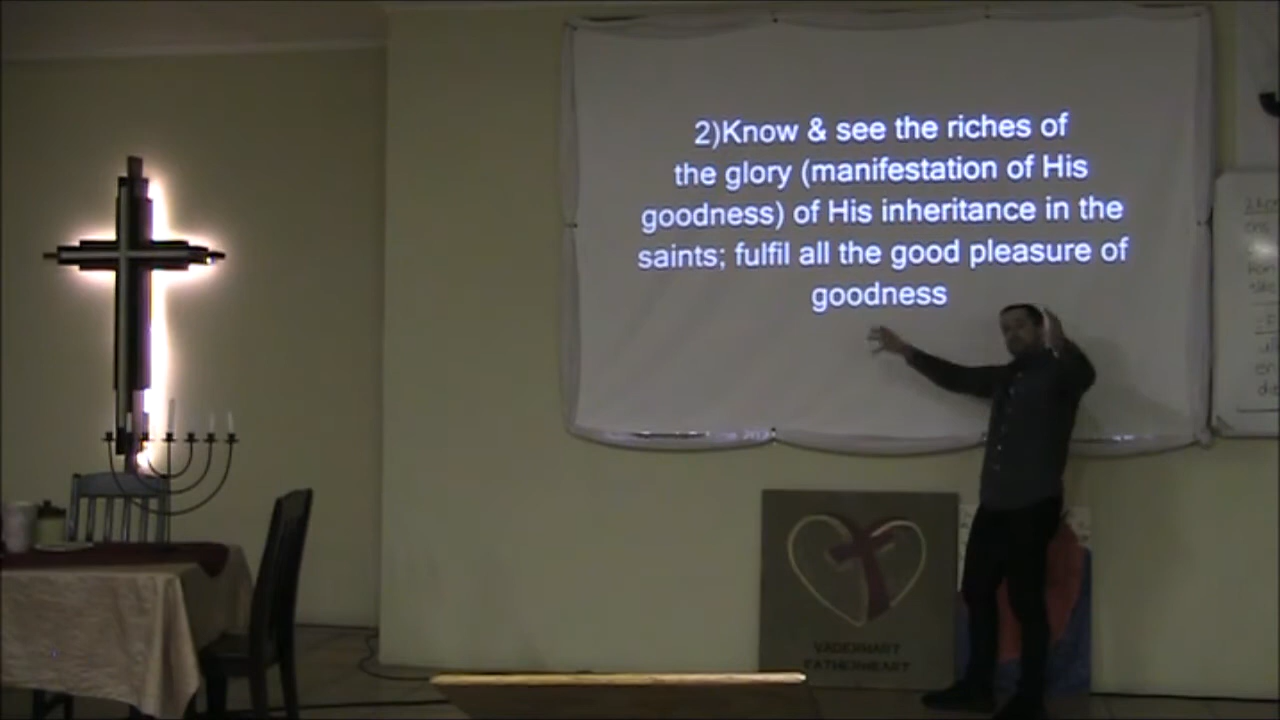 2)Know & see the riches of
the glory (manifestation of His
goodness) of His inheritance in the
saints; fulfil all the good pleasure of
goodness
VADERHART
FATHERHEART